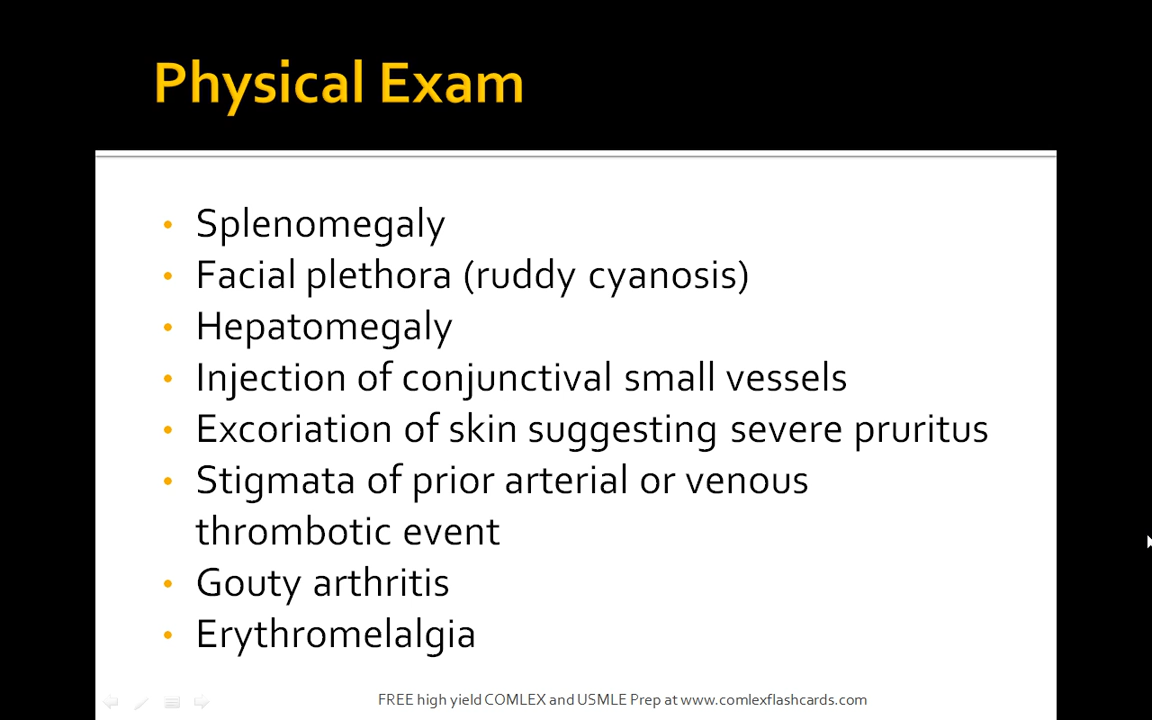 Physical Exam
• Splenomegaly
• Facial plethora (ruddy cyanosis)
• Hepatomegaly
• Injection of conjunctival small vessels
• Excoriation of skin suggesting severe pruritus
• Stigmata of prior arterial or venous
thrombotic event
• Gouty arthritis
• Erythromelalgia
FREE high yield COMLEX and USMLE Prep at www.comlexflashcards.com